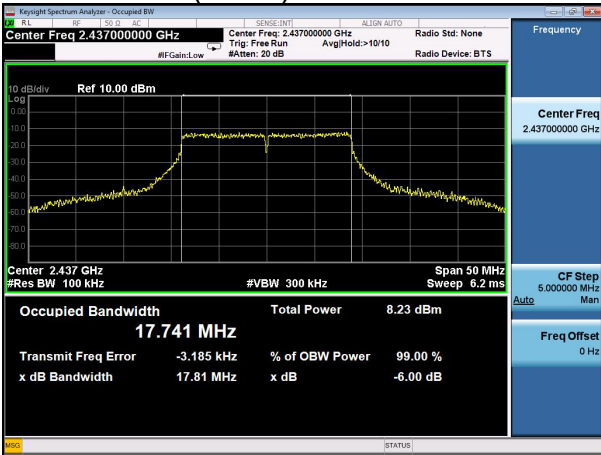 Keysight Spectrum Analyzer - Occupied BW
RL RF 50 Ω AC SENSE:INT ALIGN AUTO
Center Freq 2.437000000 GHz
Center Freq: 2.437000000 GHz
Radio Std: None
Trig: Free Run Avg|Hold:>10/10
#IFGain:Low #Atten: 20 dB Radio Device: BTS
Frequency
10 dB/div Ref 10.00 dBm
Log
0.00
-10.0
-20.0
-30.0
-40.0
-50.0
-60.0
-70.0
-80.0
Center 2.437 GHz Span 50 MHz
#Res BW 100 kHz #VBW 300 kHz Sweep 6.2 ms
Center Freq
2.437000000 GHz
CF Step
5.000000 MHz
Auto Man
Freq Offset
0 Hz
Occupied Bandwidth Total Power 8.23 dBm
17.741 MHz
Transmit Freq Error -3.185 kHz % of OBW Power 99.00 %
x dB Bandwidth 17.81 MHz x dB -6.00 dB
MSG STATUS